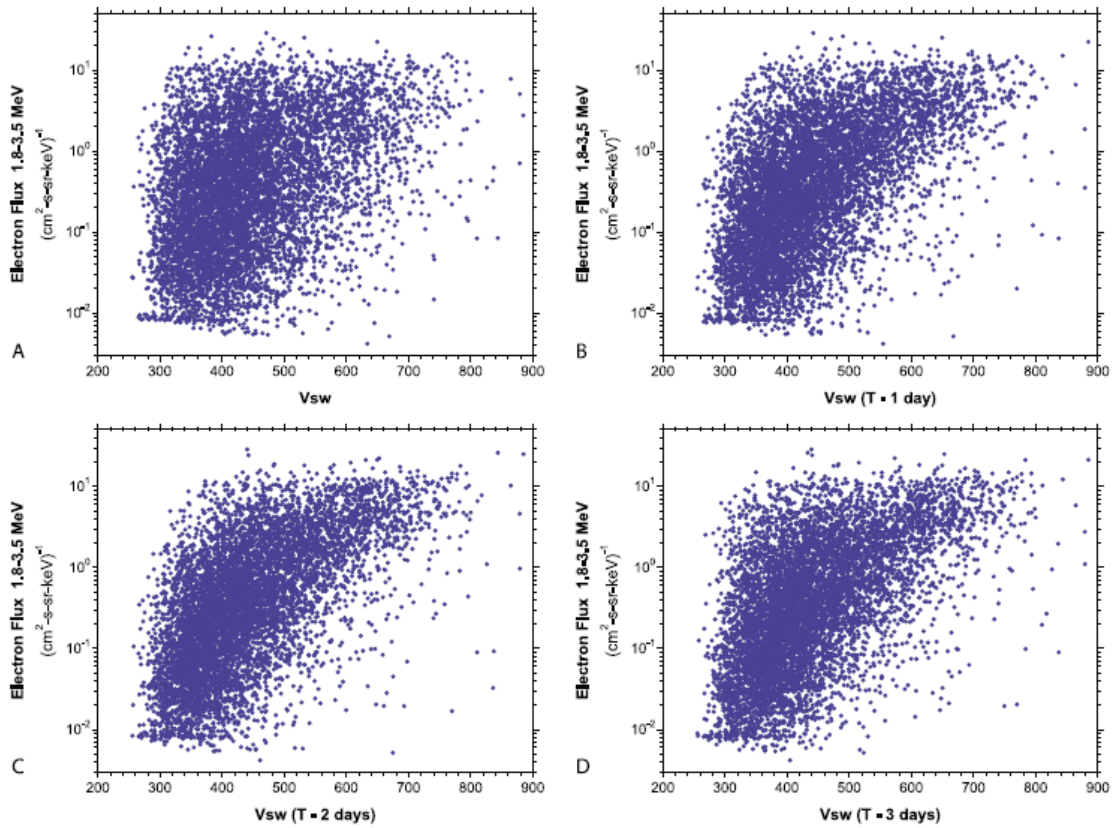 Electron Flux 1.8-3.5 MeV
(cm²-s-sr-keV)⁻¹
10¹
10⁰
10⁻¹
10⁻²
A
200 300 400 500 600 700 800 900
Vsw
Electron Flux 1.8-3.5 MeV
(cm²-s-sr-keV)⁻¹
10¹
10⁰
10⁻¹
10⁻²
B
200 300 400 500 600 700 800 900
Vsw (T - 1 day)
Electron Flux 1.8-3.5 MeV
(cm²-s-sr-keV)⁻¹
10¹
10⁰
10⁻¹
10⁻²
C
200 300 400 500 600 700 800 900
Vsw (T - 2 days)
Electron Flux 1.8-3.5 MeV
(cm²-s-sr-keV)⁻¹
10¹
10⁰
10⁻¹
10⁻²
D
200 300 400 500 600 700 800 900
Vsw (T - 3 days)